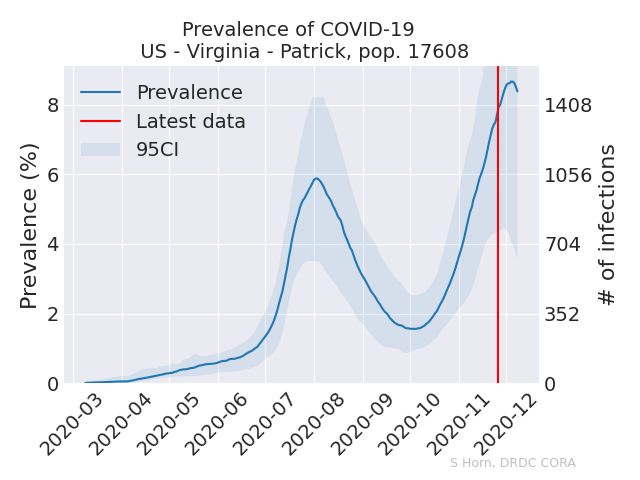 Prevalence of COVID-19
US - Virginia - Patrick, pop. 17608
Prevalence
Latest data
95CI
Prevalence (%)
8
6
4
2
0
# of infections
1408
1056
704
352
0
2020-03
2020-04
2020-05
2020-06
2020-07
2020-08
2020-09
2020-10
2020-11
2020-12
S Horn, DRDC CORA